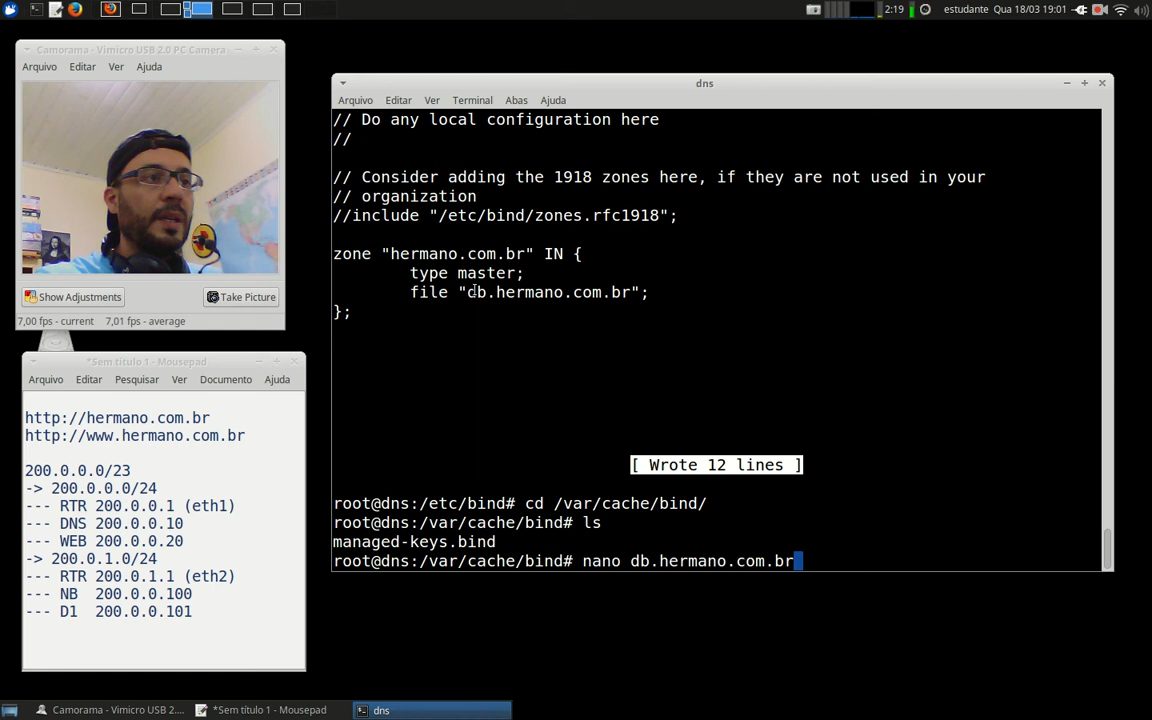 2:19
estudante Qua 18/03 19:01
Camorama - Vimicro USB 2.0 PC Camera
Arquivo Editar Ver Ajuda
Show Adjustments
Take Picture
7,00 fps - current 7,01 fps - average
*Sem título 1 - Mousepad
Arquivo Editar Pesquisar Ver Documento Ajuda
http://hermano.com.br
http://www.hermano.com.br
200.0.0.0/23
-> 200.0.0.0/24
--- RTR 200.0.0.1 (eth1)
--- DNS 200.0.0.10
--- WEB 200.0.0.20
-> 200.0.1.0/24
--- RTR 200.0.1.1 (eth2)
--- NB 200.0.0.100
--- D1 200.0.0.101
dns
Arquivo Editar Ver Terminal Abas Ajuda
// Do any local configuration here
//
// Consider adding the 1918 zones here, if they are not used in your
// organization
//include "/etc/bind/zones.rfc1918";
zone "hermano.com.br" IN {
type master;
file "db.hermano.com.br";
};
[ Wrote 12 lines ]
root@dns:/etc/bind# cd /var/cache/bind/
root@dns:/var/cache/bind# ls
managed-keys.bind
root@dns:/var/cache/bind# nano db.hermano.com.br
Camorama - Vimicro USB 2....
*Sem título 1 - Mousepad
dns